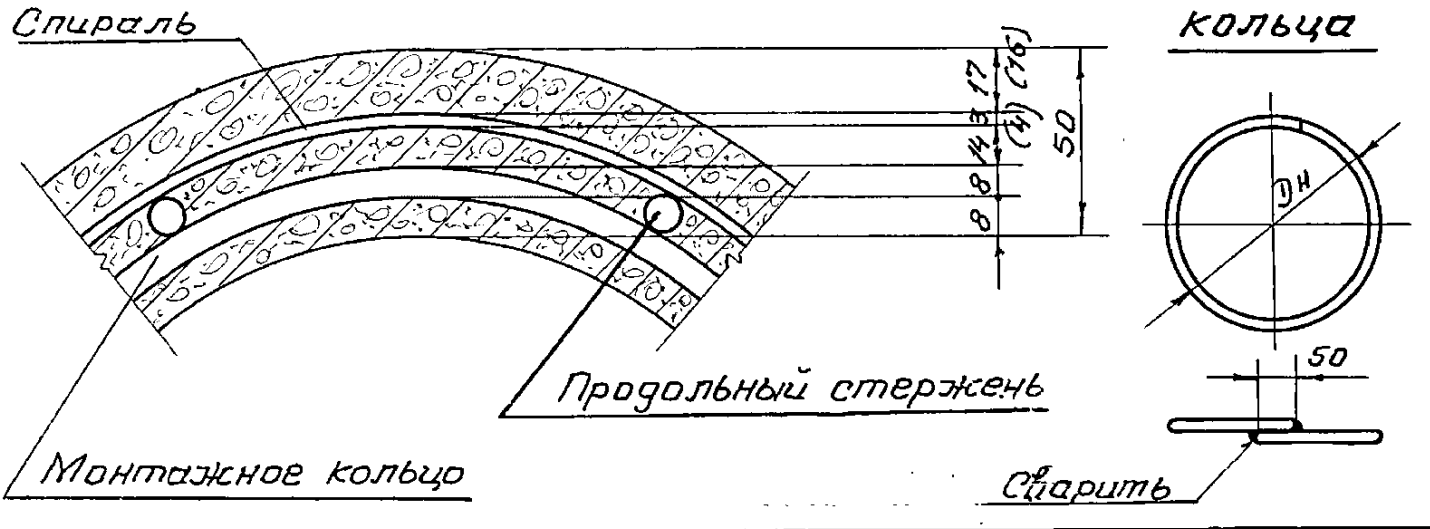 Спираль
кольца
17 (16)
3 (4)
14
8
8
50
Dн
50
Продольный стержень
Монтажное кольцо
Сварить